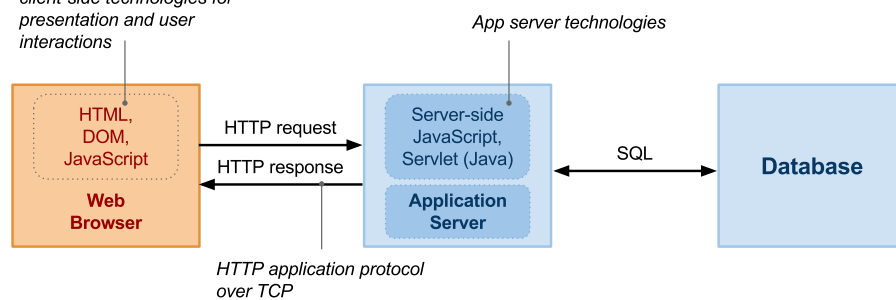 client-side technologies for
presentation and user
interactions
App server technologies
HTML,
DOM,
JavaScript
Web
Browser
HTTP request
HTTP response
Server-side
JavaScript,
Servlet (Java)
Application
Server
SQL
Database
HTTP application protocol
over TCP